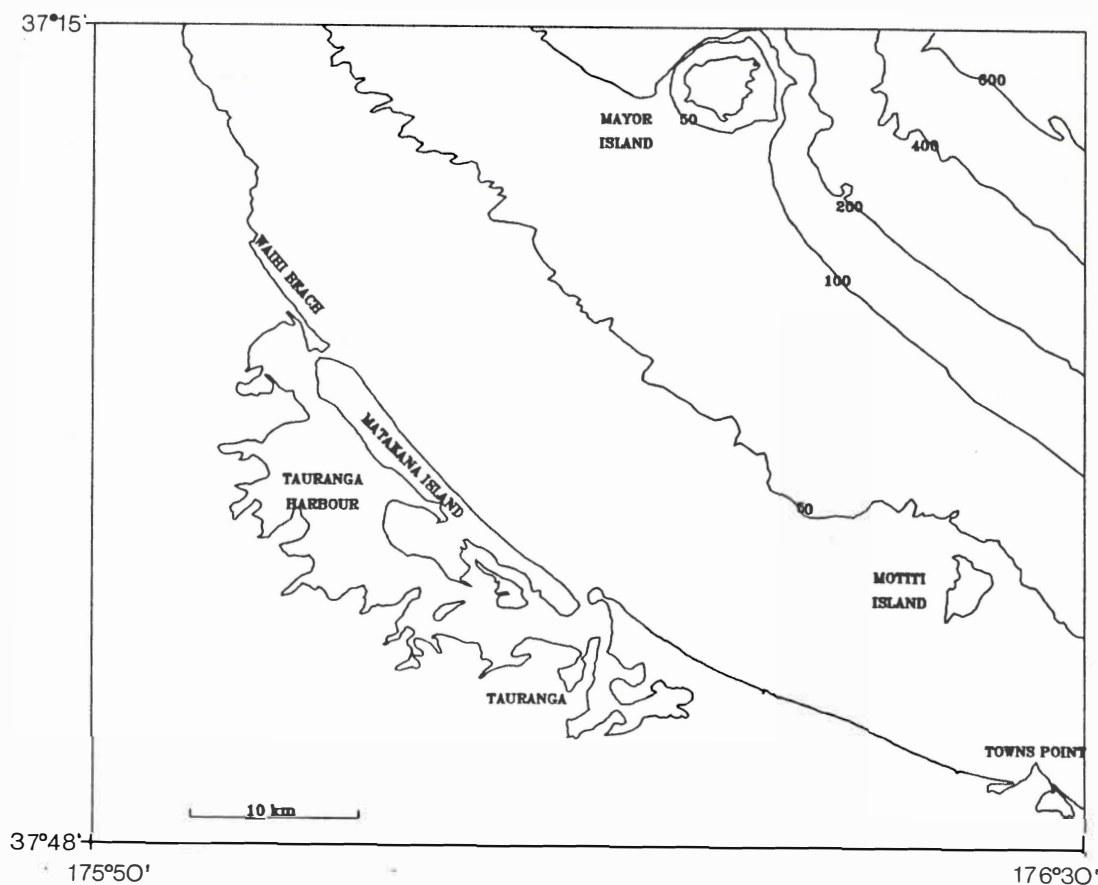 37°15'
600
MAYOR
ISLAND
50
400
200
100
WAIHI BEACH
MATAKANA ISLAND
TAURANGA
HARBOUR
50
MOTITI
ISLAND
TAURANGA
TOWNS POINT
10 km
37°48'
175°50'
176°30'